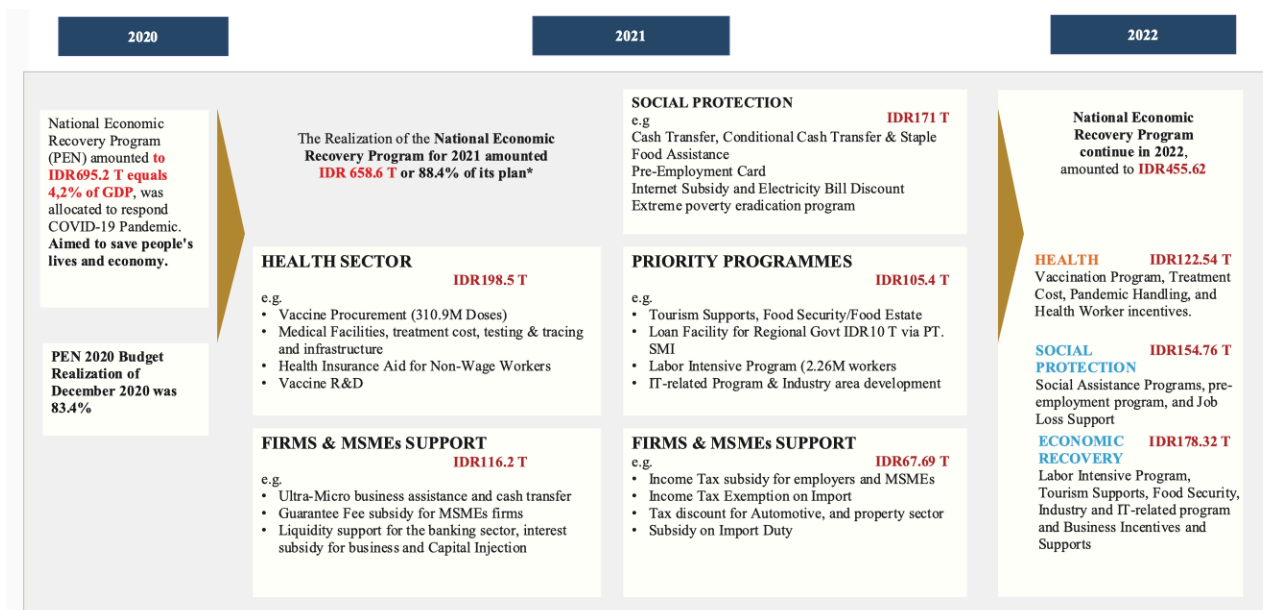 2020
2021
2022
National Economic
Recovery Program
(PEN) amounted to
IDR695.2 T equals
4,2% of GDP, was
allocated to respond
COVID-19 Pandemic.
Aimed to save people's
lives and economy.
PEN 2020 Budget
Realization of
December 2020 was
83.4%
The Realization of the National Economic
Recovery Program for 2021 amounted
IDR 658.6 T or 88.4% of its plan*
SOCIAL PROTECTION
IDR171 T
e.g
Cash Transfer, Conditional Cash Transfer & Staple
Food Assistance
Pre-Employment Card
Internet Subsidy and Electricity Bill Discount
Extreme poverty eradication program
HEALTH SECTOR
IDR198.5 T
e.g.
• Vaccine Procurement (310.9M Doses)
• Medical Facilities, treatment cost, testing & tracing
and infrastructure
• Health Insurance Aid for Non-Wage Workers
• Vaccine R&D
PRIORITY PROGRAMMES
IDR105.4 T
e.g.
• Tourism Supports, Food Security/Food Estate
• Loan Facility for Regional Govt IDR10 T via PT.
SMI
• Labor Intensive Program (2.26M workers
• IT-related Program & Industry area development
FIRMS & MSMEs SUPPORT
IDR116.2 T
e.g.
• Ultra-Micro business assistance and cash transfer
• Guarantee Fee subsidy for MSMEs firms
• Liquidity support for the banking sector, interest
subsidy for business and Capital Injection
FIRMS & MSMEs SUPPORT
e.g.
IDR67.69 T
• Income Tax subsidy for employers and MSMEs
• Income Tax Exemption on Import
• Tax discount for Automotive, and property sector
• Subsidy on Import Duty
National Economic
Recovery Program
continue in 2022,
amounted to IDR455.62
HEALTH IDR122.54 T
Vaccination Program, Treatment
Cost, Pandemic Handling, and
Health Worker incentives.
SOCIAL IDR154.76 T
PROTECTION
Social Assistance Programs, pre-
employment program, and Job
Loss Support
ECONOMIC IDR178.32 T
RECOVERY
Labor Intensive Program,
Tourism Supports, Food Security,
Industry and IT-related program
and Business Incentives and
Supports